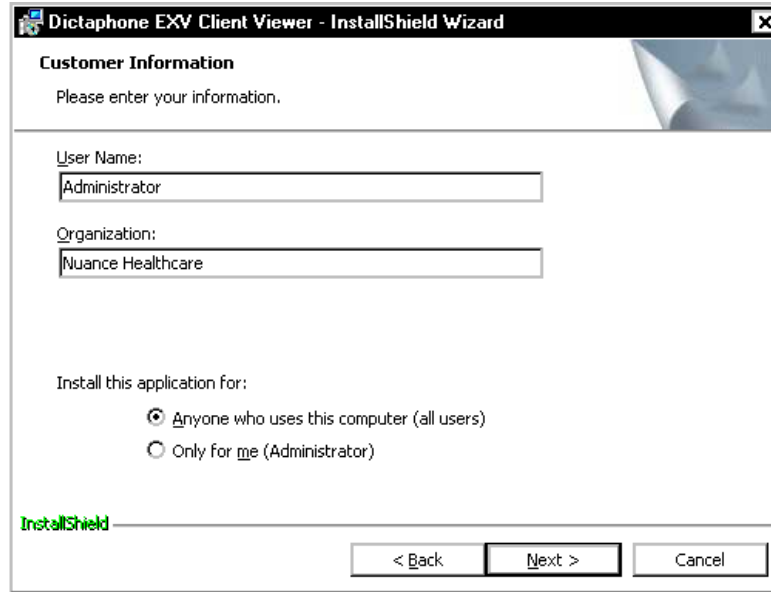 Dictaphone EXV Client Viewer - InstallShield Wizard
Customer Information
Please enter your information.
User Name:
Administrator
Organization:
Nuance Healthcare
Install this application for:
Anyone who uses this computer (all users)
Only for me (Administrator)
InstallShield
< Back Next > Cancel